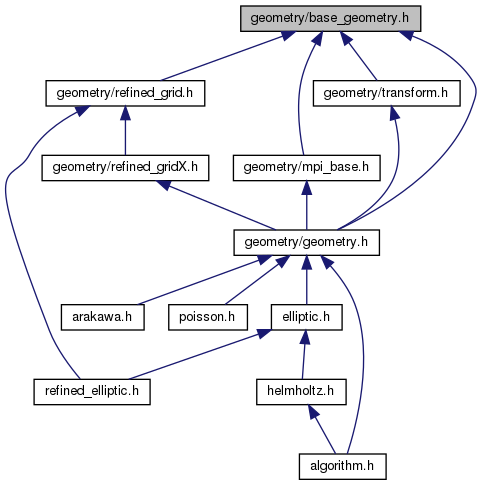 geometry/base_geometry.h
geometry/refined_grid.h
geometry/transform.h
geometry/refined_gridX.h
geometry/mpi_base.h
geometry/geometry.h
arakawa.h
poisson.h
elliptic.h
refined_elliptic.h
helmholtz.h
algorithm.h